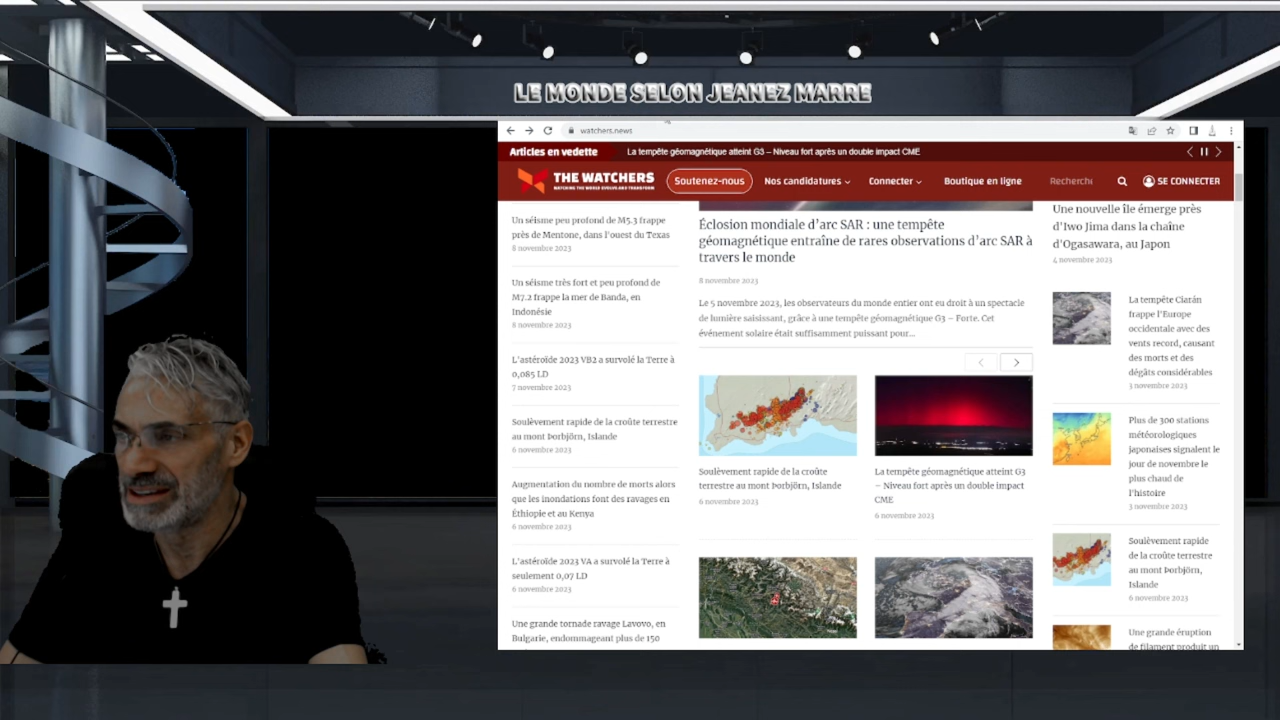 LE MONDE SELON JEANEZ MARRE
watchers.news
Articles en vedette
La tempête géomagnétique atteint G3 – Niveau fort après un double impact CME
THE WATCHERS
WATCHING THE WORLD EVOLVE AND TRANSFORM
Soutenez-nous
Nos candidatures
Connecter
Boutique en ligne
Recherche
SE CONNECTER
Un séisme peu profond de M5.3 frappe
près de Mentone, dans l'ouest du Texas
8 novembre 2023
Un séisme très fort et peu profond de
M7.2 frappe la mer de Banda, en
Indonésie
8 novembre 2023
L'astéroïde 2023 VB2 a survolé la Terre à
0,085 LD
7 novembre 2023
Soulèvement rapide de la croûte terrestre
au mont Þorbjörn, Islande
6 novembre 2023
Augmentation du nombre de morts alors
que les inondations font des ravages en
Éthiopie et au Kenya
6 novembre 2023
L'astéroïde 2023 VA a survolé la Terre à
seulement 0,07 LD
6 novembre 2023
Une grande tornade ravage Lavovo, en
Bulgarie, endommageant plus de 150
Éclosion mondiale d'arc SAR : une tempête
géomagnétique entraîne de rares observations d'arc SAR à
travers le monde
8 novembre 2023
Le 5 novembre 2023, les observateurs du monde entier ont eu droit à un spectacle
de lumière saisissant, grâce à une tempête géomagnétique G3 – Forte. Cet
événement solaire était suffisamment puissant pour...
Soulèvement rapide de la croûte
terrestre au mont Þorbjörn, Islande
6 novembre 2023
La tempête géomagnétique atteint G3
– Niveau fort après un double impact
CME
6 novembre 2023
Une nouvelle île émerge près
d'Iwo Jima dans la chaîne
d'Ogasawara, au Japon
4 novembre 2023
La tempête Ciarán
frappe l'Europe
occidentale avec des
vents record, causant
des morts et des
dégâts considérables
3 novembre 2023
Plus de 300 stations
météorologiques
japonaises signalent le
jour de novembre le
plus chaud de
l'histoire
3 novembre 2023
Soulèvement rapide
de la croûte terrestre
au mont Þorbjörn,
Islande
6 novembre 2023
Une grande éruption
de filament produit un